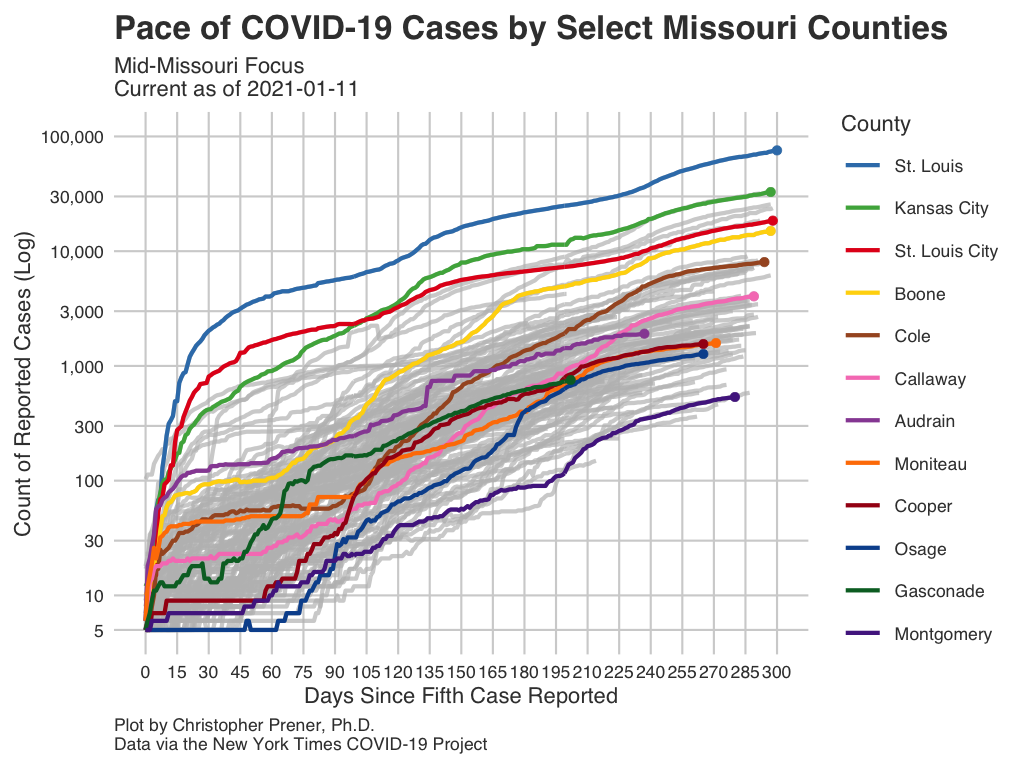 Pace of COVID-19 Cases by Select Missouri Counties
Mid-Missouri Focus
Current as of 2021-01-11
Count of Reported Cases (Log)
100,000
30,000
10,000
3,000
1,000
300
100
30
10
5
0 15 30 45 60 75 90 105 120 135 150 165 180 195 210 225 240 255 270 285 300
Days Since Fifth Case Reported
County
St. Louis
Kansas City
St. Louis City
Boone
Cole
Callaway
Audrain
Moniteau
Cooper
Osage
Gasconade
Montgomery
Plot by Christopher Prener, Ph.D.
Data via the New York Times COVID-19 Project